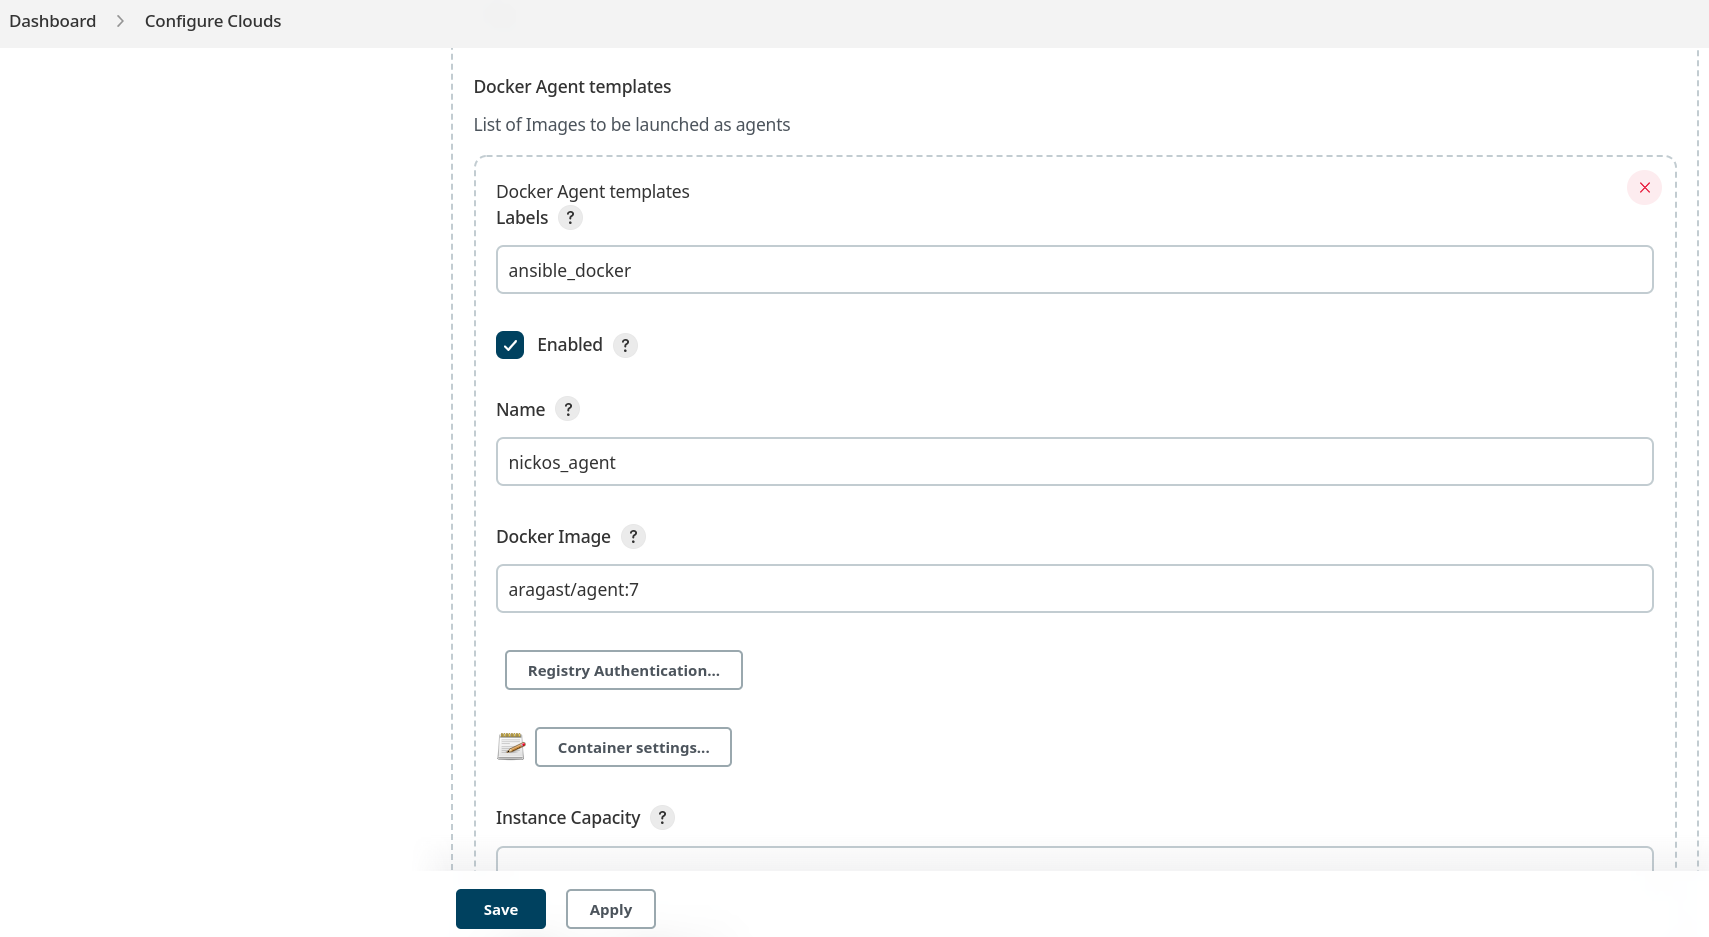 Dashboard > Configure Clouds
Docker Agent templates
List of Images to be launched as agents
Docker Agent templates
Labels ?
ansible_docker
Enabled ?
Name ?
nickos_agent
Docker Image ?
aragast/agent:7
Registry Authentication...
Container settings...
Instance Capacity ?
Save Apply